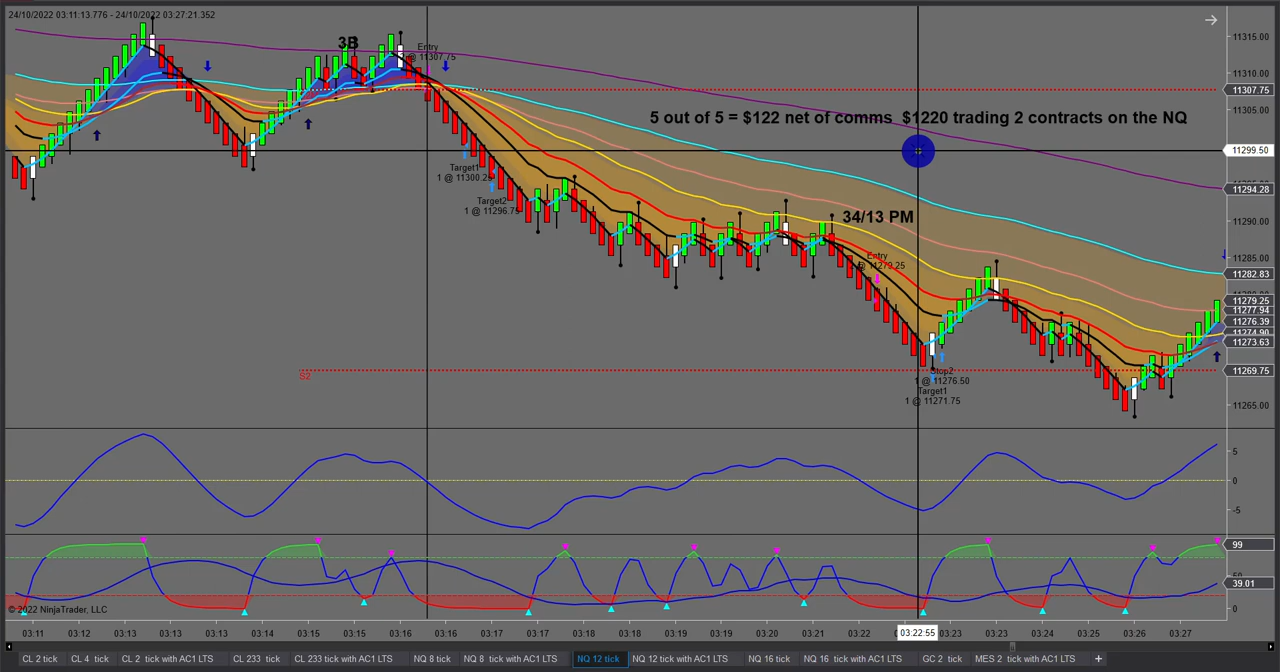 24/10/2022 03:11:13.776 - 24/10/2022 03:27:21.352
3B
Entry
@ 11307.75
5 out of 5 = $122 net of comms  $1220 trading 2 contracts on the NQ
Target1
1 @ 11300.25
Target2
1 @ 11296.75
34/13 PM
Entry
@ 11279.25
Stop2
1 @ 11276.50
Target1
1 @ 11271.75
S2
11315.00
11310.00
11307.75
11305.00
11299.50
11294.28
11290.00
11285.00
11282.83
11279.25
11277.94
11276.39
11274.90
11273.63
11269.75
11265.00
5
0
-5
99
50
39.01
0
© 2022 NinjaTrader, LLC
03:11 03:12 03:13 03:13 03:14 03:15 03:15 03:16 03:17 03:17 03:18 03:19 03:19 03:20 03:21 03:22 03:22:55 03:23 03:23 03:24 03:25 03:26 03:27
CL 2 tick CL 4 tick CL 2 tick with AC1 LTS CL 233 tick CL 233 tick with AC1 LTS NQ 8 tick NQ 8 tick with AC1 LTS NQ 12 tick NQ 12 tick with AC1 LTS NQ 16 tick NQ 16 tick with AC1 LTS GC 2 tick MES 2 tick with AC1 LTS +